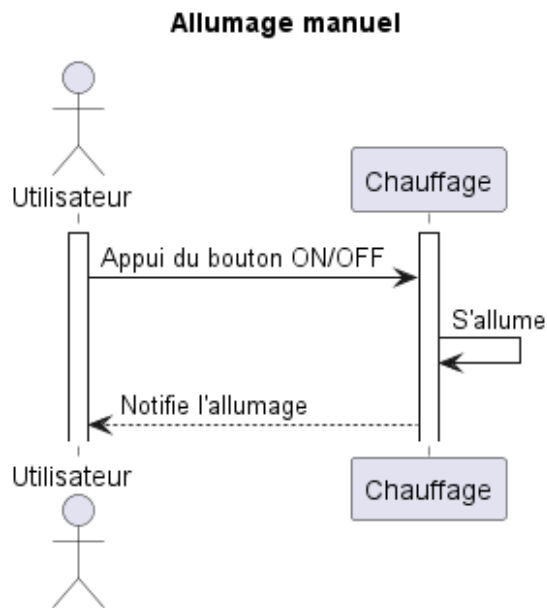 Allumage manuel
Utilisateur
Chauffage
Appui du bouton ON/OFF
S'allume
Notifie l'allumage
Utilisateur
Chauffage